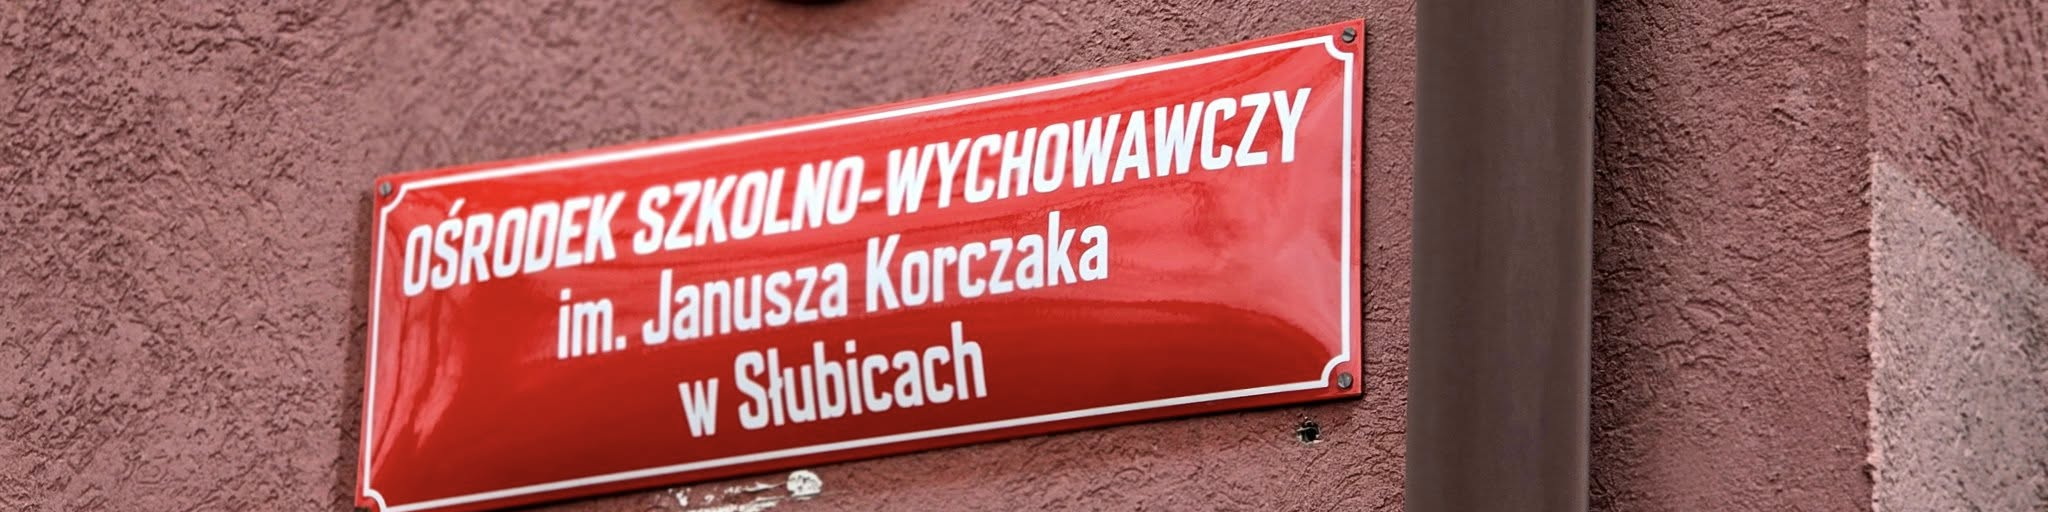 OŚRODEK SZKOLNO-WYCHOWAWCZY
im. Janusza Korczaka
w Słubicach